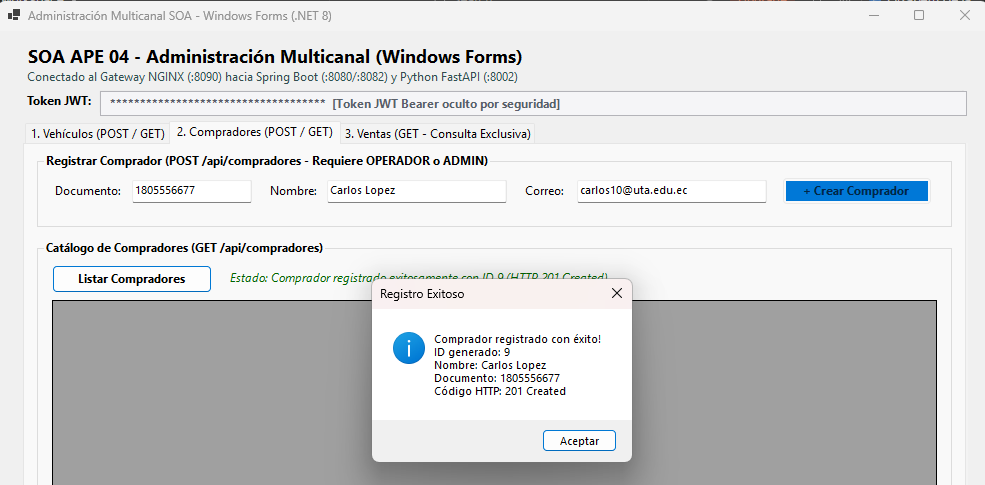 Administración Multicanal SOA - Windows Forms (.NET 8)
SOA APE 04 - Administración Multicanal (Windows Forms)
Conectado al Gateway NGINX (:8090) hacia Spring Boot (:8080/:8082) y Python FastAPI (:8002)
Token JWT: ************************************ [Token JWT Bearer oculto por seguridad]
1. Vehículos (POST / GET) 2. Compradores (POST / GET) 3. Ventas (GET - Consulta Exclusiva)
Registrar Comprador (POST /api/compradores - Requiere OPERADOR o ADMIN)
Documento: 1805556677 Nombre: Carlos Lopez Correo: carlos10@uta.edu.ec + Crear Comprador
Catálogo de Compradores (GET /api/compradores)
Listar Compradores Estado: Comprador registrado exitosamente con ID 9 (HTTP 201 Created)
Registro Exitoso
Comprador registrado con éxito!
ID generado: 9
Nombre: Carlos Lopez
Documento: 1805556677
Código HTTP: 201 Created
Aceptar